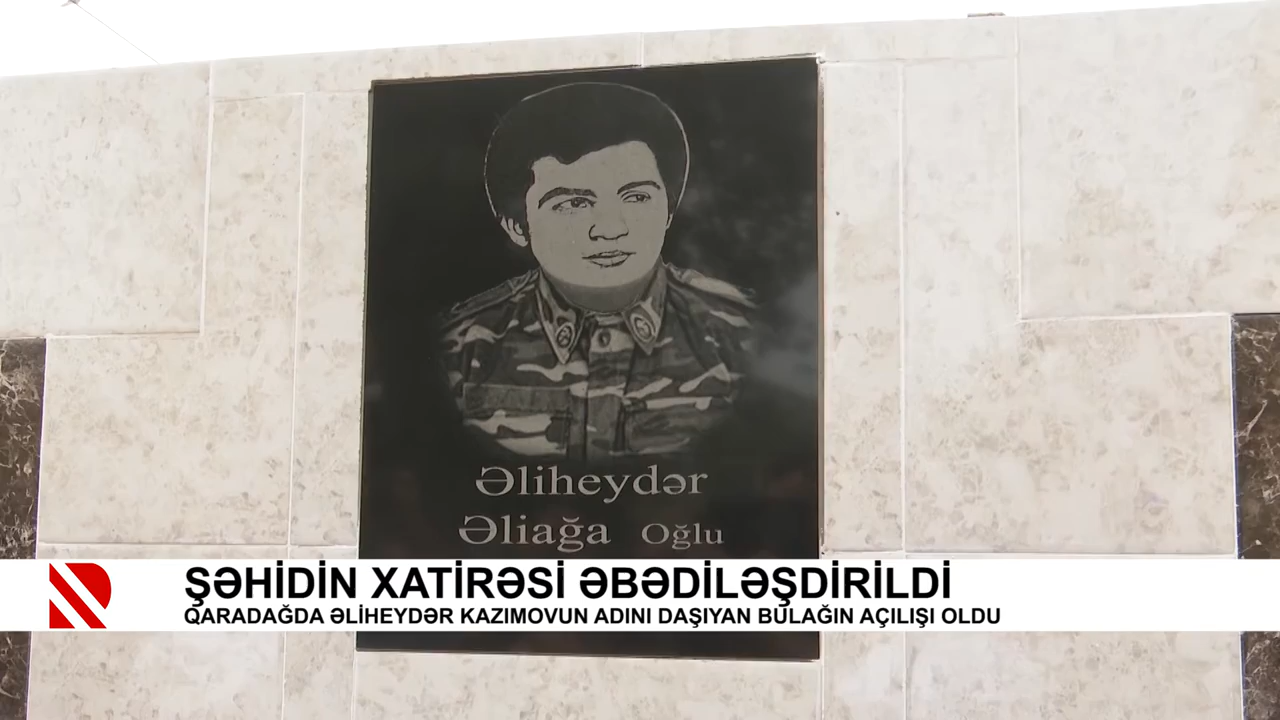 Əliheydər
Əliağa Oğlu
ŞƏHİDİN XATİRƏSİ ƏBƏDİLƏŞDİRİLDİ
QARADAĞDA ƏLİHEYDƏR KAZIMOVUN ADINI DAŞIYAN BULAĞIN AÇILIŞI OLDU